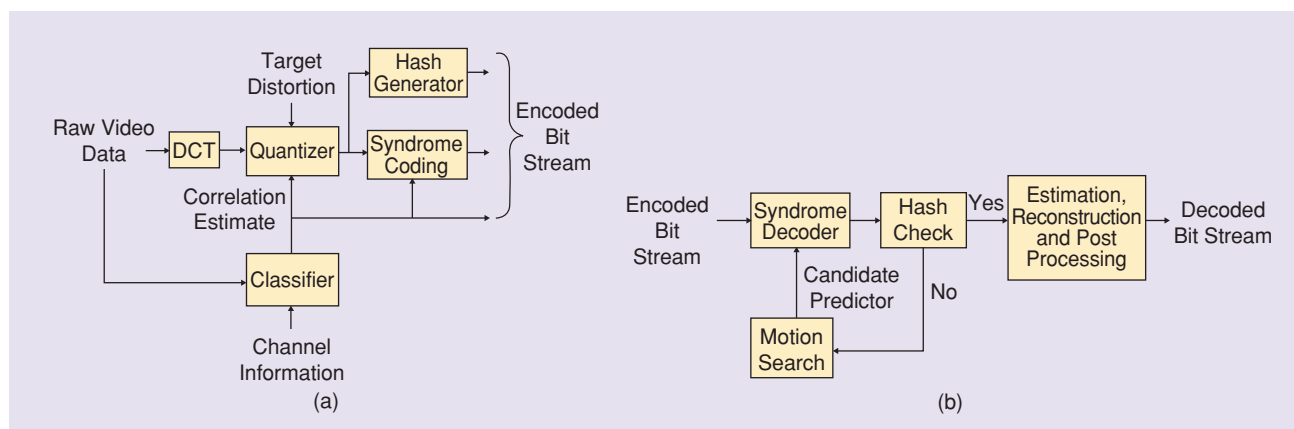 Target
Distortion
Hash
Generator
Raw Video
Data
DCT
Quantizer
Syndrome
Coding
Encoded
Bit
Stream
Correlation
Estimate
Classifier
Channel
Information
(a)
Encoded
Bit
Stream
Syndrome
Decoder
Hash
Check
Yes
Estimation,
Reconstruction
and Post
Processing
Decoded
Bit Stream
Candidate
Predictor
No
Motion
Search
(b)